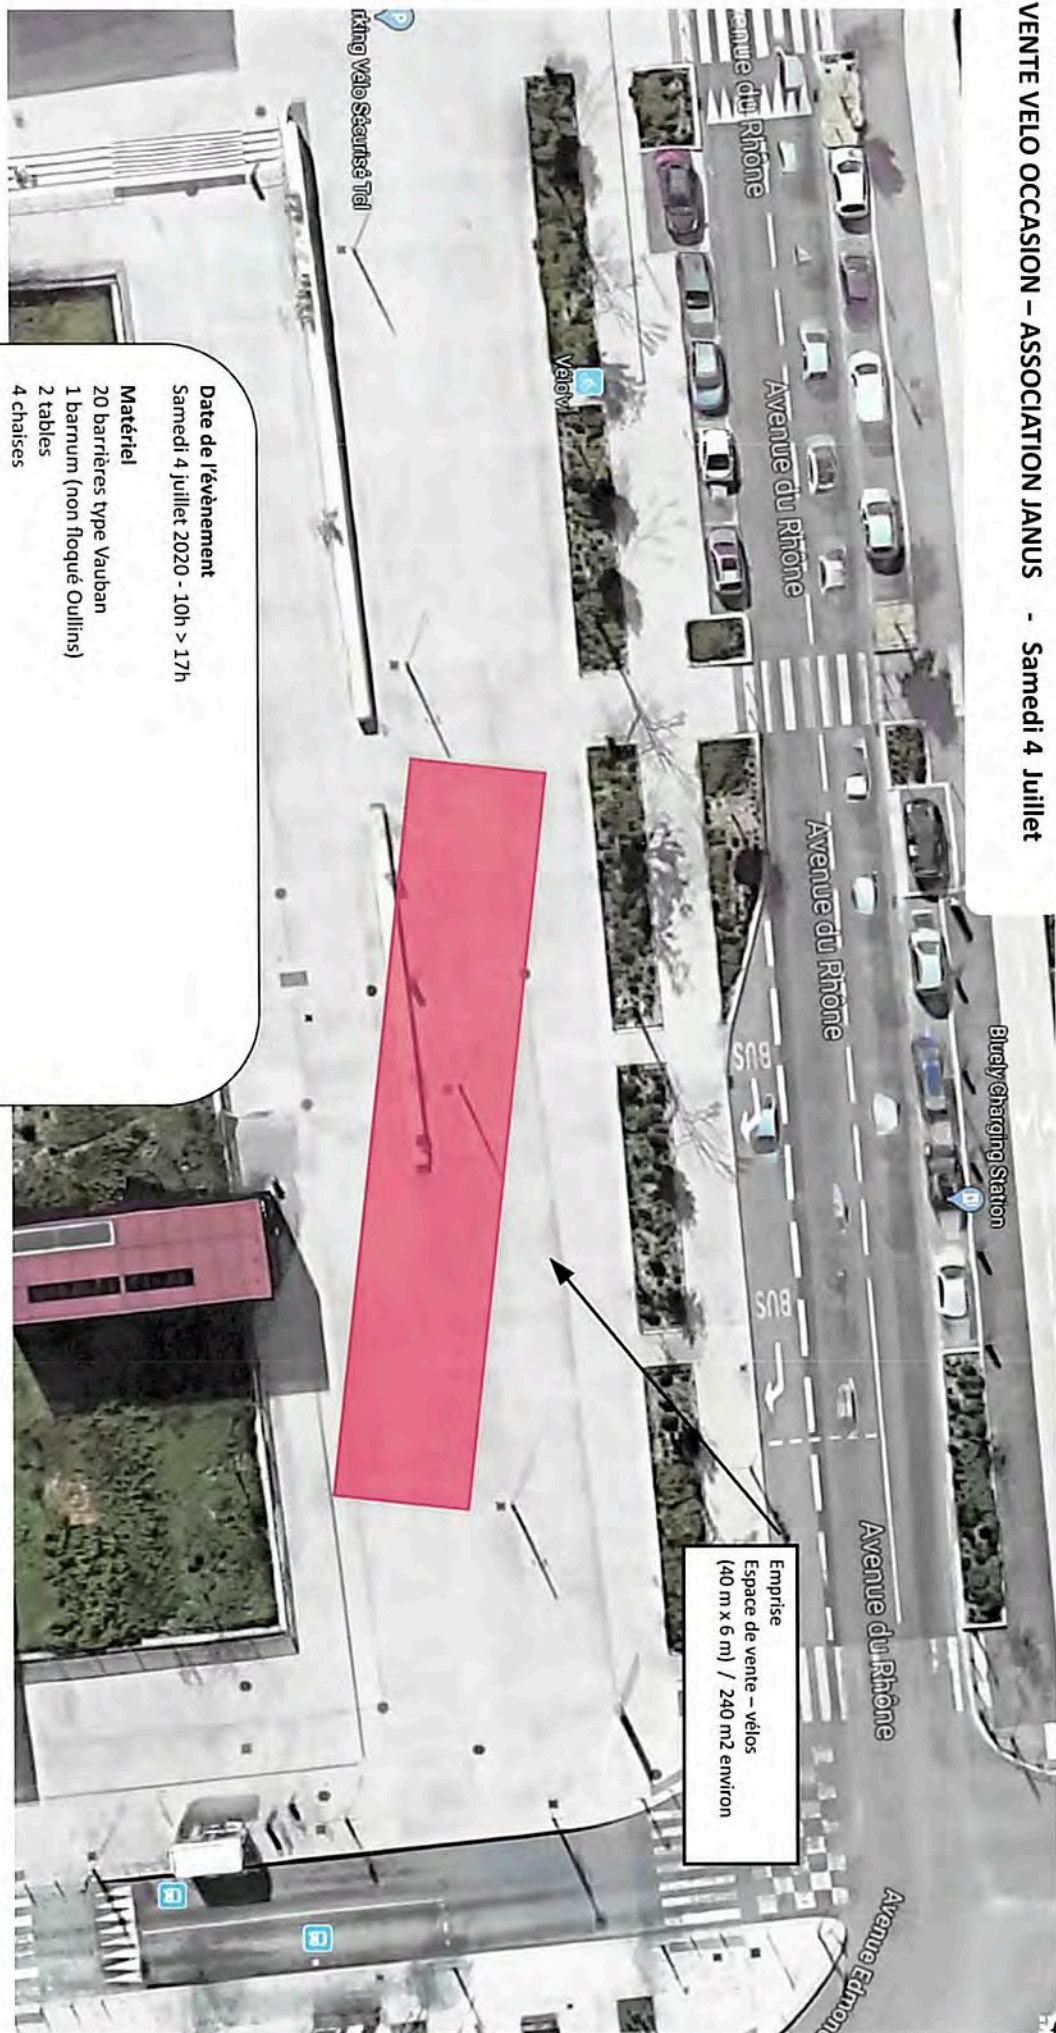 VENTE VELO OCCASION – ASSOCIATION JANUS - Samedi 4 Juillet
Bluely Charging Station
Avenue du Rhône
Avenue du Rhône
Avenue du Rhône
Avenue du Rhône
Avenue Edmon
BUS
BUS
Vélo'v
P
rking Vélo Sécurisé Tcl
Emprise
Espace de vente – vélos
(40 m x 6 m) / 240 m2 environ
Date de l'évènement
Samedi 4 juillet 2020 - 10h > 17h
Matériel
20 barrières type Vauban
1 barnum (non floqué Oullins)
2 tables
4 chaises